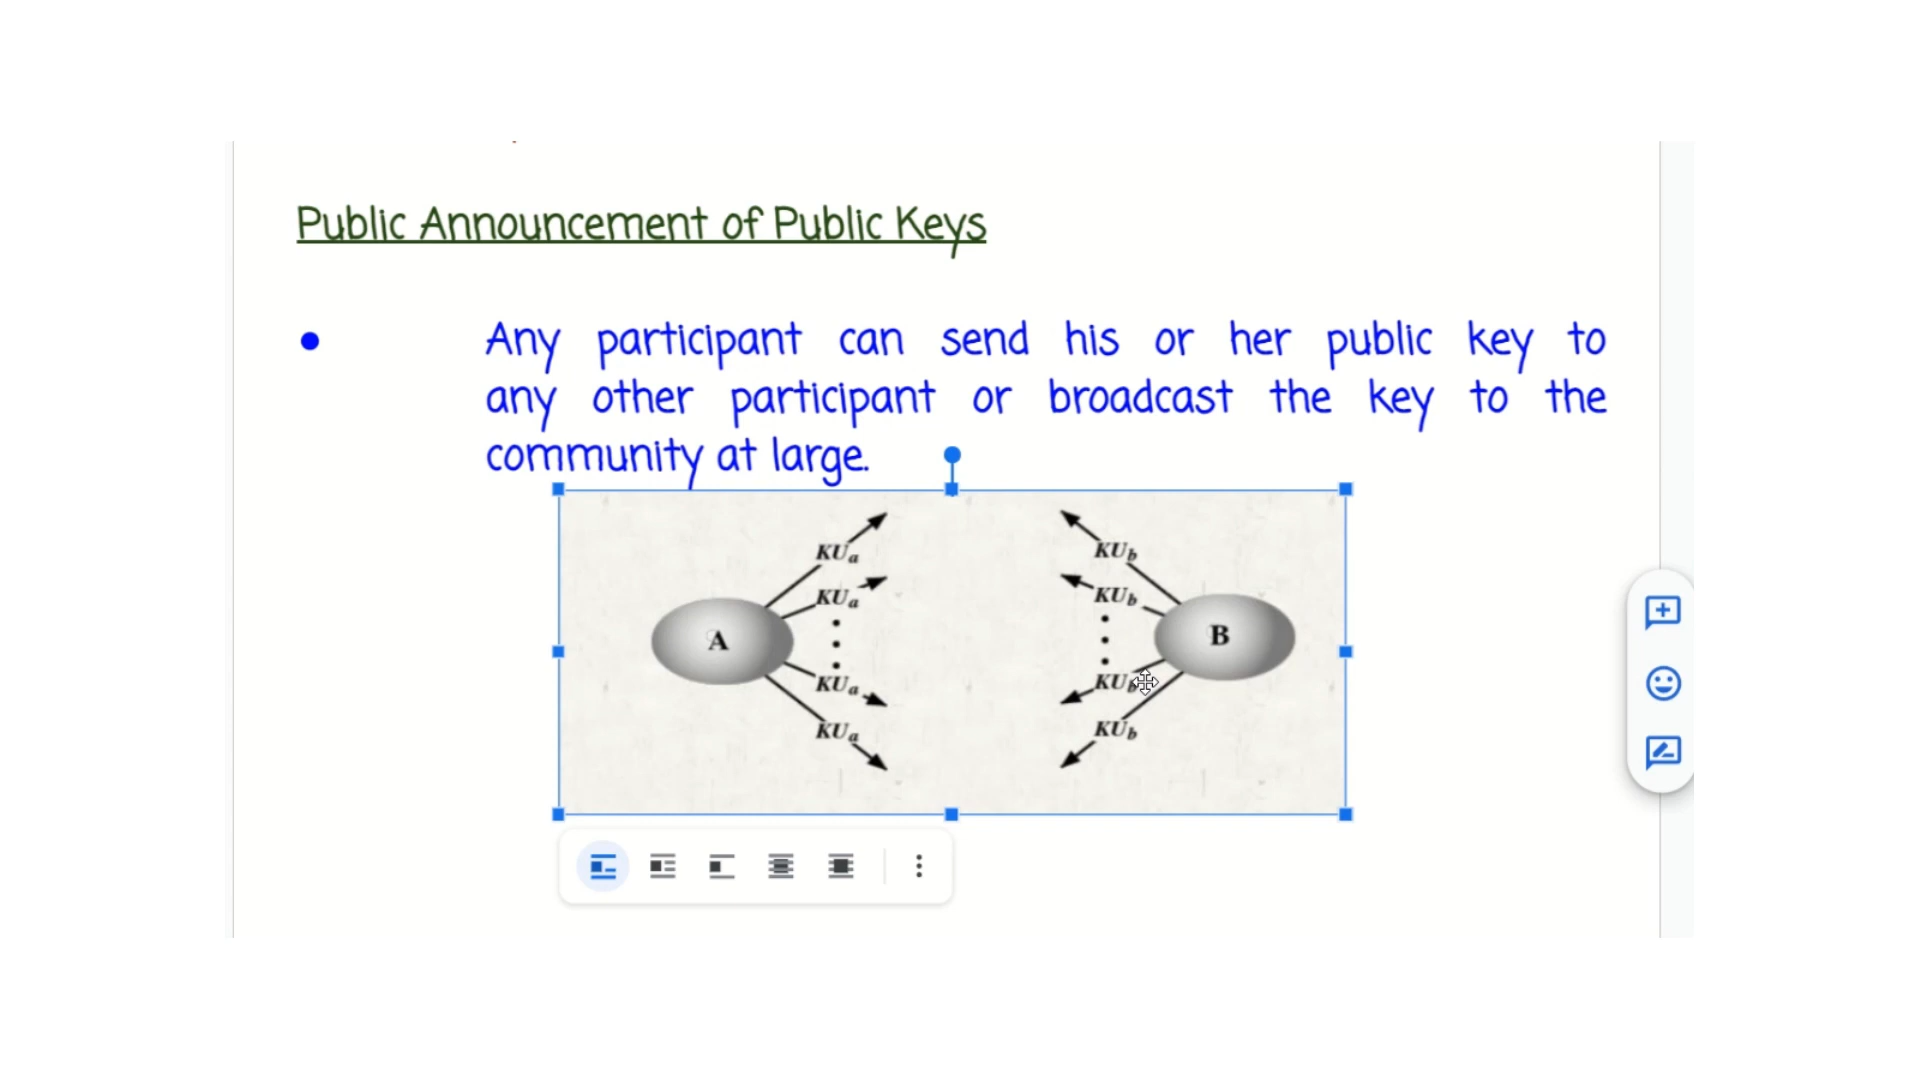 Public Announcement of Public Keys
● Any participant can send his or her public key to
any other participant or broadcast the key to the
community at large.
KUa
KUa
KUa
KUa
A
KUb
KUb
KUb
KUb
B